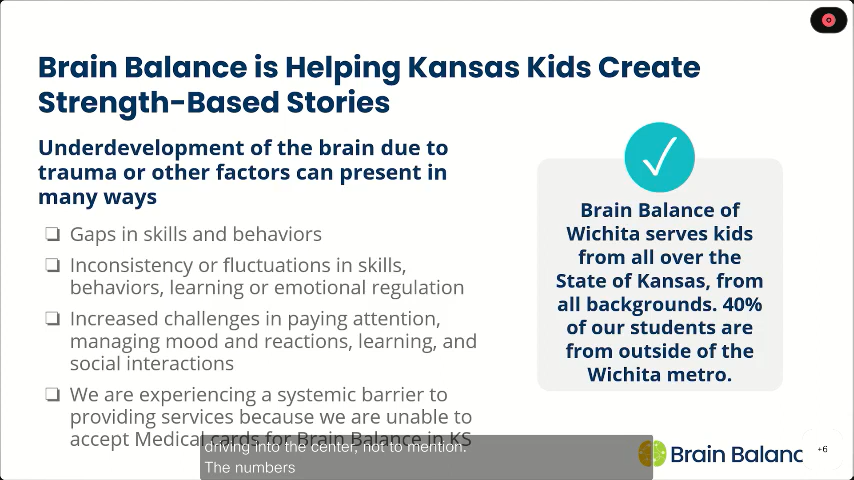 Brain Balance is Helping Kansas Kids Create
Strength-Based Stories
Underdevelopment of the brain due to
trauma or other factors can present in
many ways
Gaps in skills and behaviors
Inconsistency or fluctuations in skills,
behaviors, learning or emotional regulation
Increased challenges in paying attention,
managing mood and reactions, learning, and
social interactions
We are experiencing a systemic barrier to
providing services because we are unable to
accept Medical cards for Brain Balance in KS
Brain Balance of
Wichita serves kids
from all over the
State of Kansas, from
all backgrounds. 40%
of our students are
from outside of the
Wichita metro.
driving into the center, not to mention.
The numbers
Brain Balanc
+6